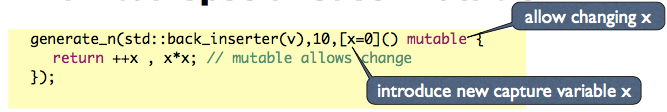 allow changing x
generate_n(std::back_inserter(v),10,[x=0]() mutable {
return ++x , x*x; // mutable allows change
});
introduce new capture variable x